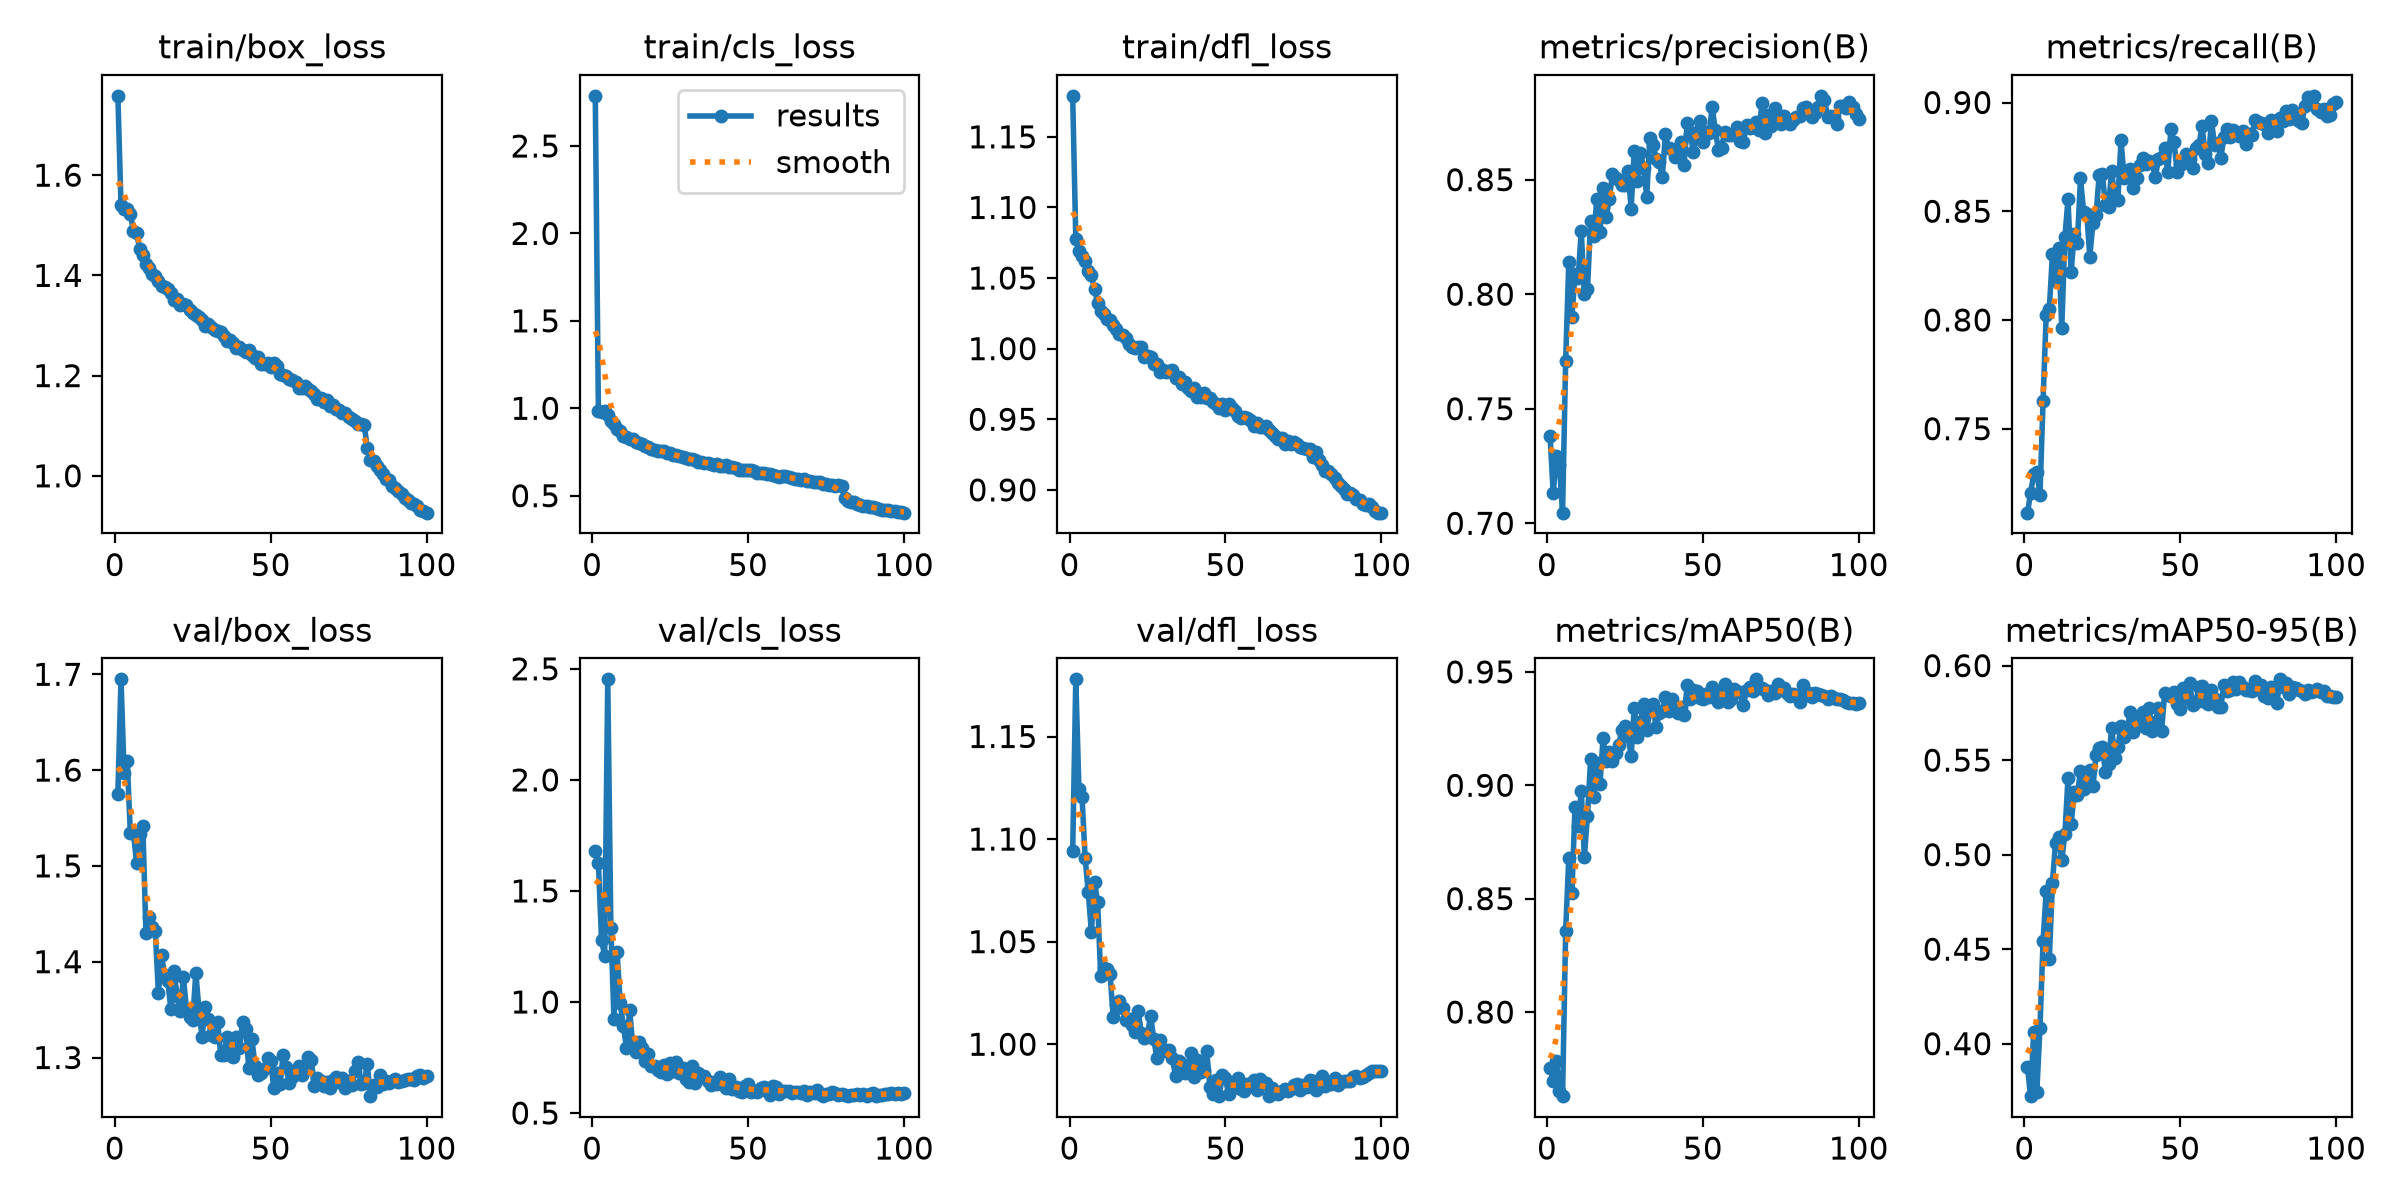 train/box_loss
train/cls_loss
train/dfl_loss
metrics/precision(B)
metrics/recall(B)
results
smooth
1.6
1.4
1.2
1.0
0 50 100
2.5
2.0
1.5
1.0
0.5
0 50 100
1.15
1.10
1.05
1.00
0.95
0.90
0 50 100
0.85
0.80
0.75
0.70
0 50 100
0.90
0.85
0.80
0.75
0 50 100
val/box_loss
val/cls_loss
val/dfl_loss
metrics/mAP50(B)
metrics/mAP50-95(B)
1.7
1.6
1.5
1.4
1.3
0 50 100
2.5
2.0
1.5
1.0
0.5
0 50 100
1.15
1.10
1.05
1.00
0 50 100
0.95
0.90
0.85
0.80
0 50 100
0.60
0.55
0.50
0.45
0.40
0 50 100